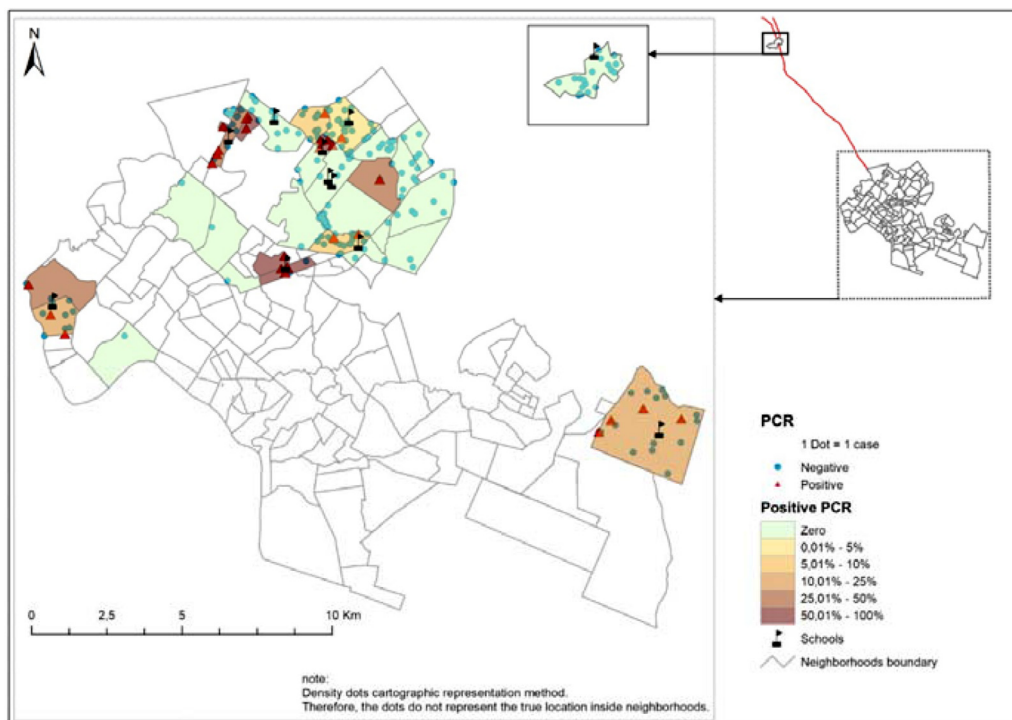 N
PCR
1 Dot = 1 case
Negative
Positive
Positive PCR
Zero
0,01% - 5%
5,01% - 10%
10,01% - 25%
25,01% - 50%
50,01% - 100%
Schools
Neighborhoods boundary
0 2,5 5 10 Km
note:
Density dots cartographic representation method.
Therefore, the dots do not represent the true location inside neighborhoods.